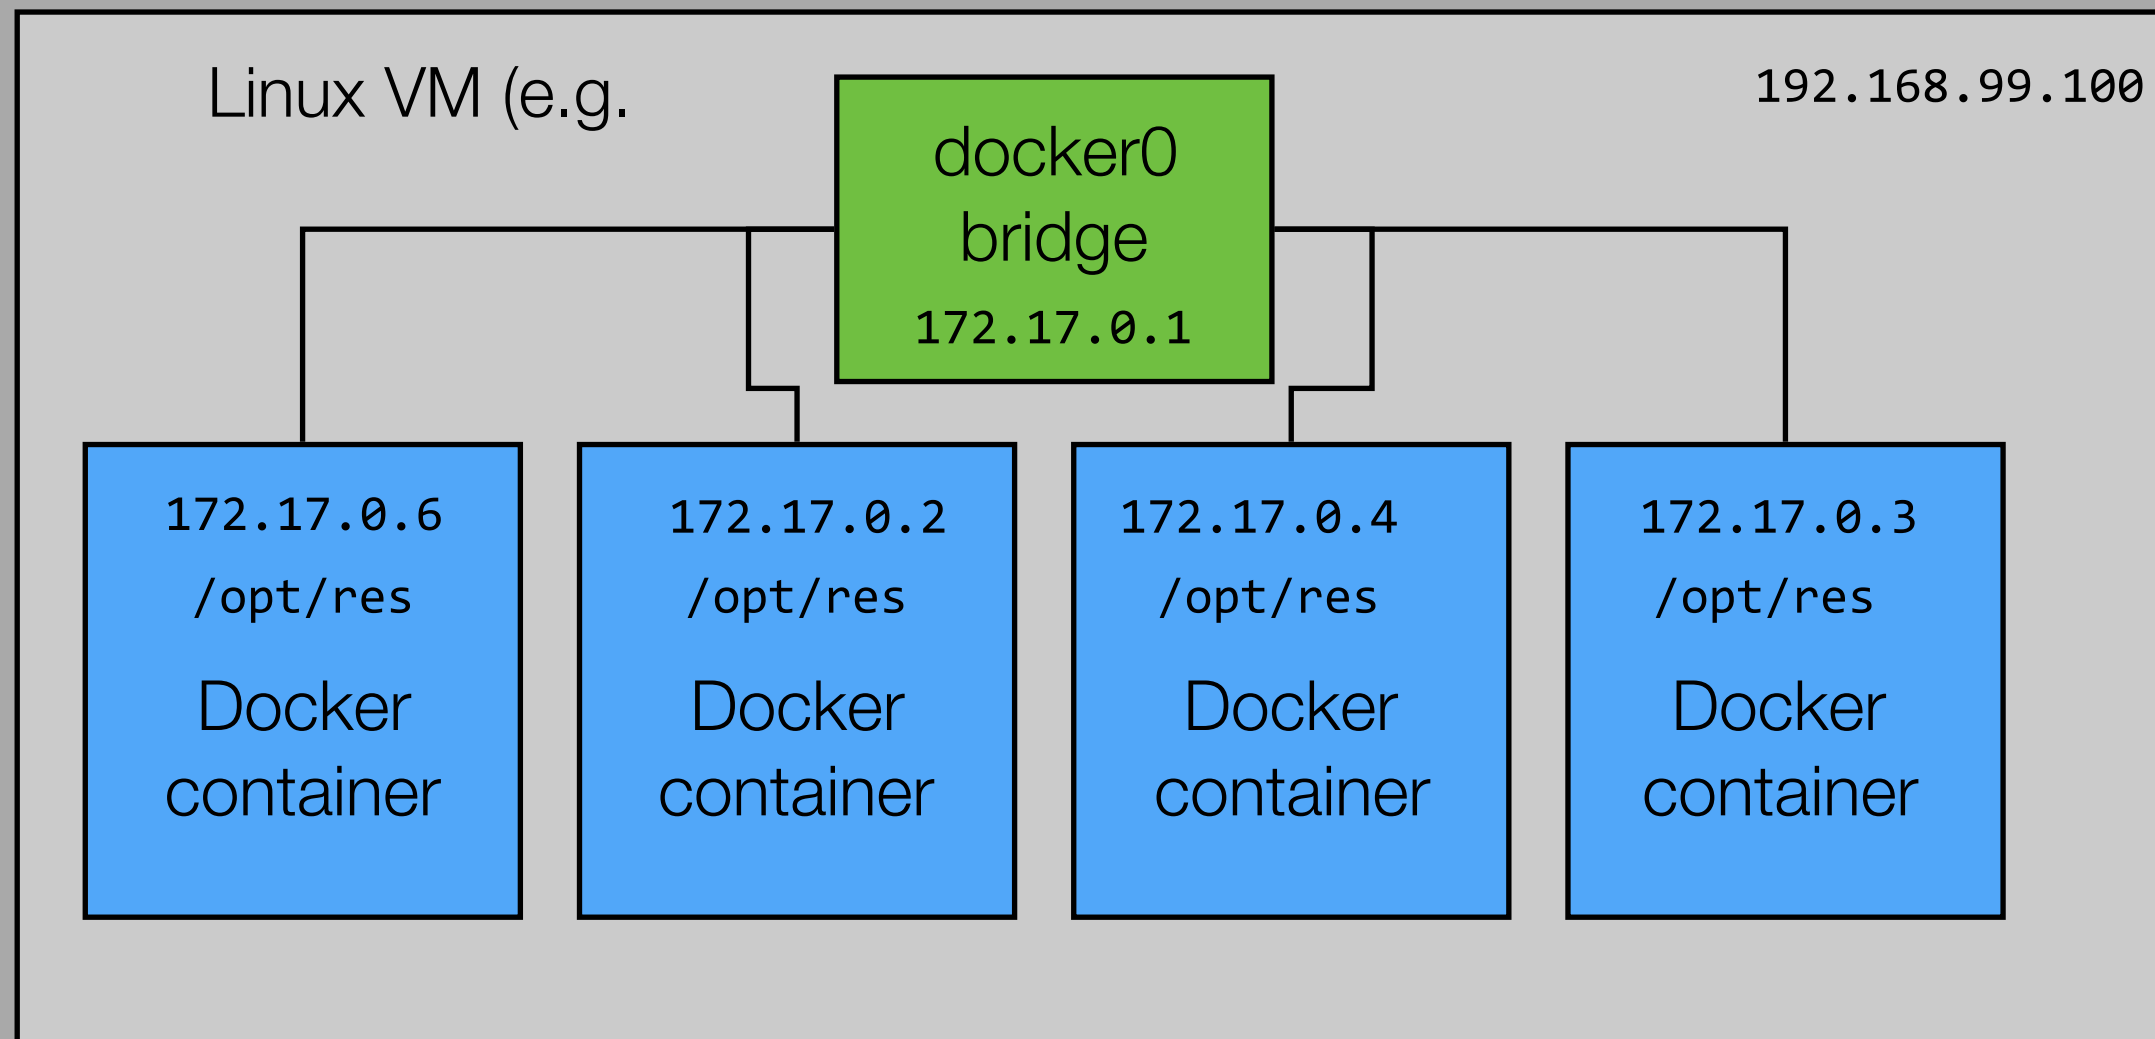 Linux VM (e.g.
192.168.99.100
docker0
bridge
172.17.0.1
172.17.0.6
/opt/res
Docker
container
172.17.0.2
/opt/res
Docker
container
172.17.0.4
/opt/res
Docker
container
172.17.0.3
/opt/res
Docker
container